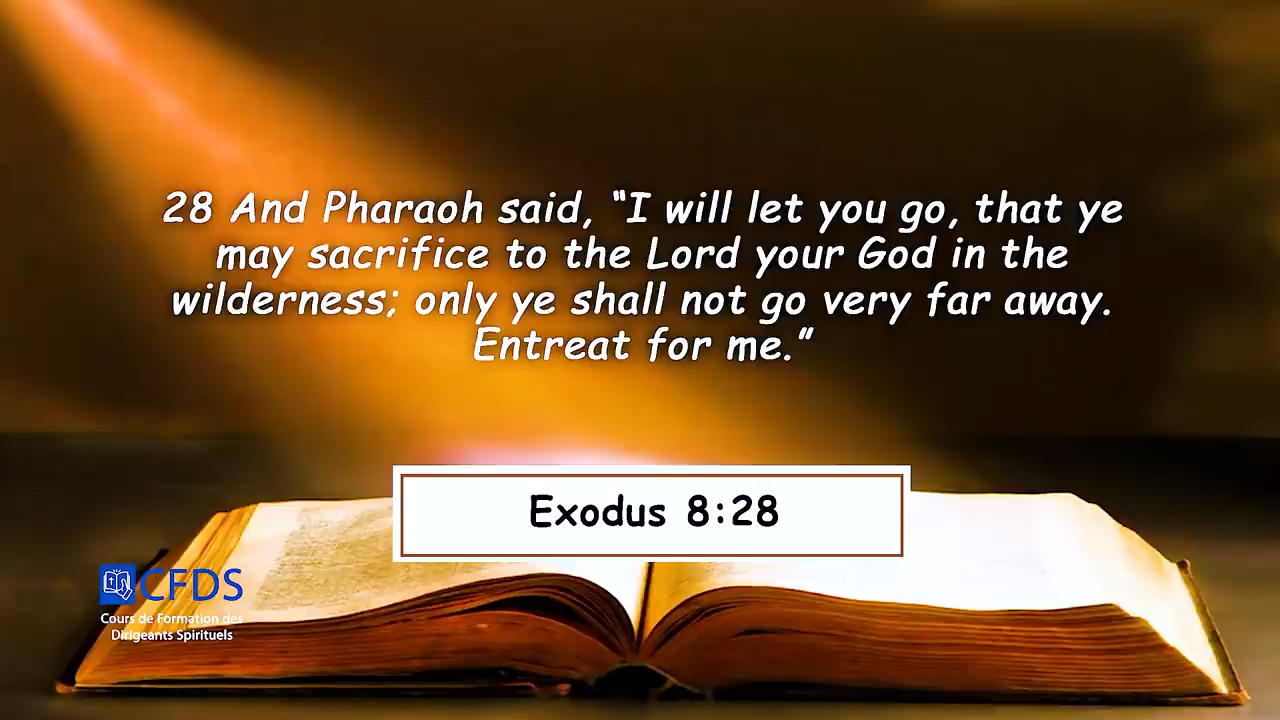 28 And Pharaoh said, “I will let you go, that ye
may sacrifice to the Lord your God in the
wilderness; only ye shall not go very far away.
Entreat for me.”
Exodus 8:28
CFDS
Cours de Formation des
Dirigeants Spirituels